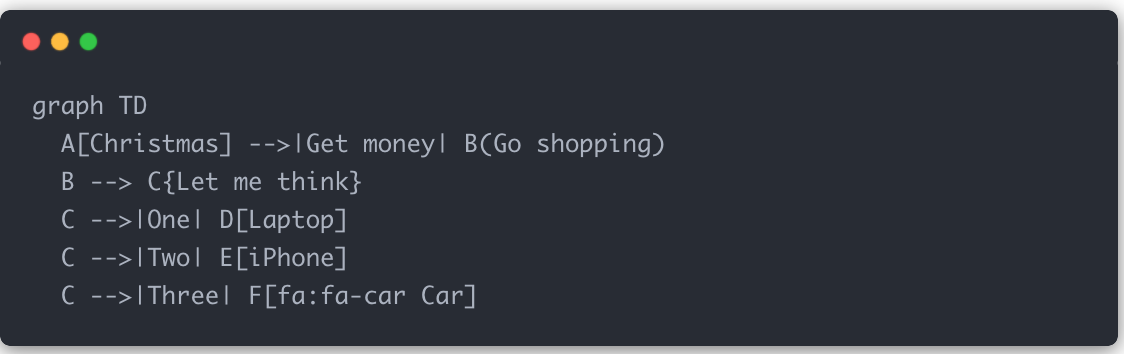 graph TD
  A[Christmas] -->|Get money| B(Go shopping)
  B --> C{Let me think}
  C -->|One| D[Laptop]
  C -->|Two| E[iPhone]
  C -->|Three| F[fa:fa-car Car]